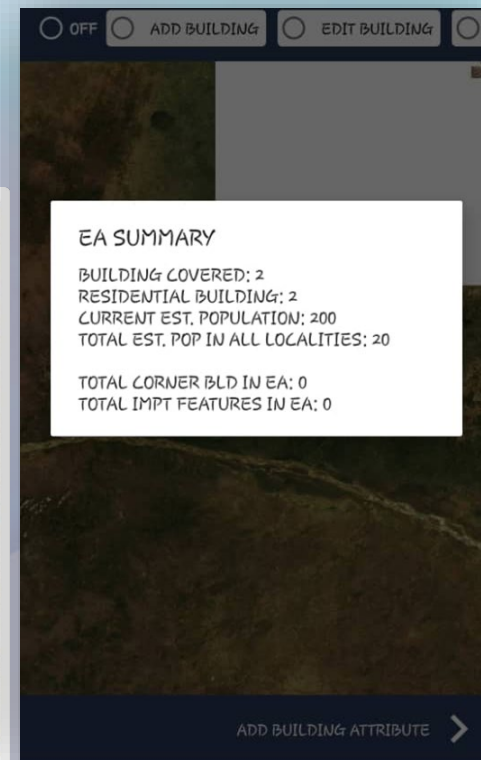 OFF ADD BUILDING EDIT BUILDING
EA SUMMARY
BUILDING COVERED: 2
RESIDENTIAL BUILDING: 2
CURRENT EST. POPULATION: 200
TOTAL EST. POP IN ALL LOCALITIES: 20
TOTAL CORNER BLD IN EA: 0
TOTAL IMPT FEATURES IN EA: 0
ADD BUILDING ATTRIBUTE